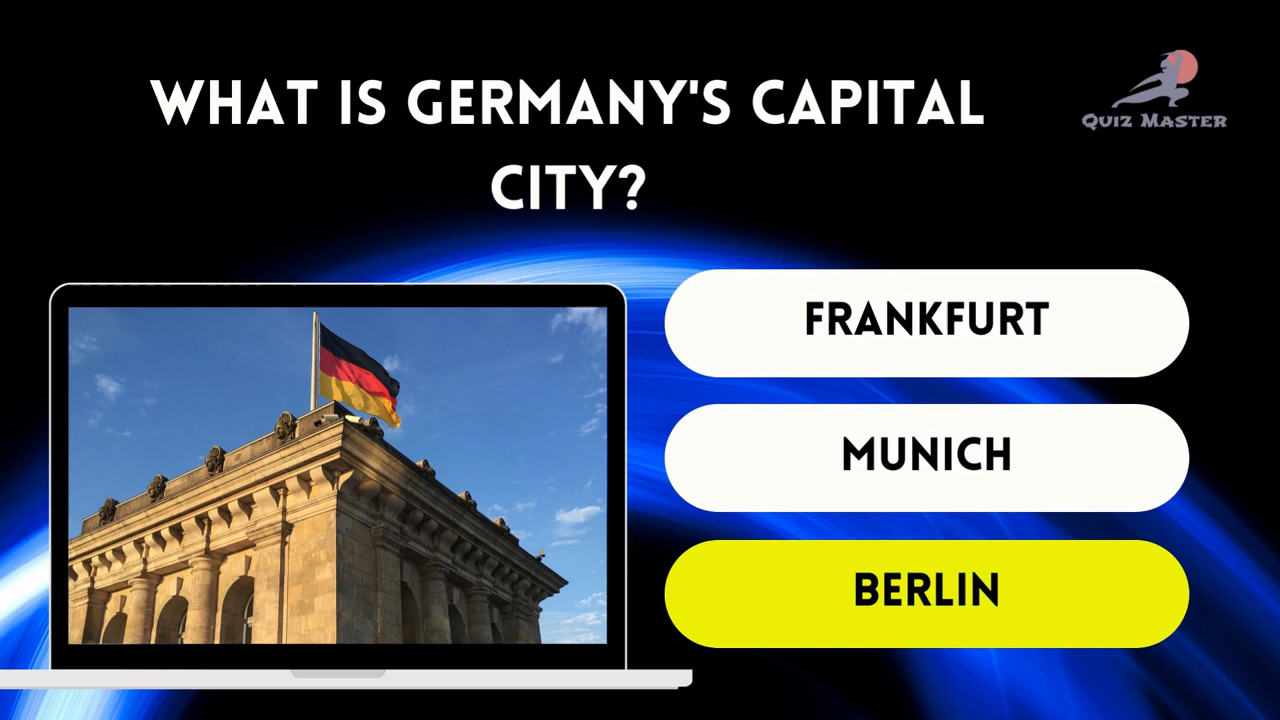 WHAT IS GERMANY'S CAPITAL
CITY?
QUIZ MASTER
FRANKFURT
MUNICH
BERLIN